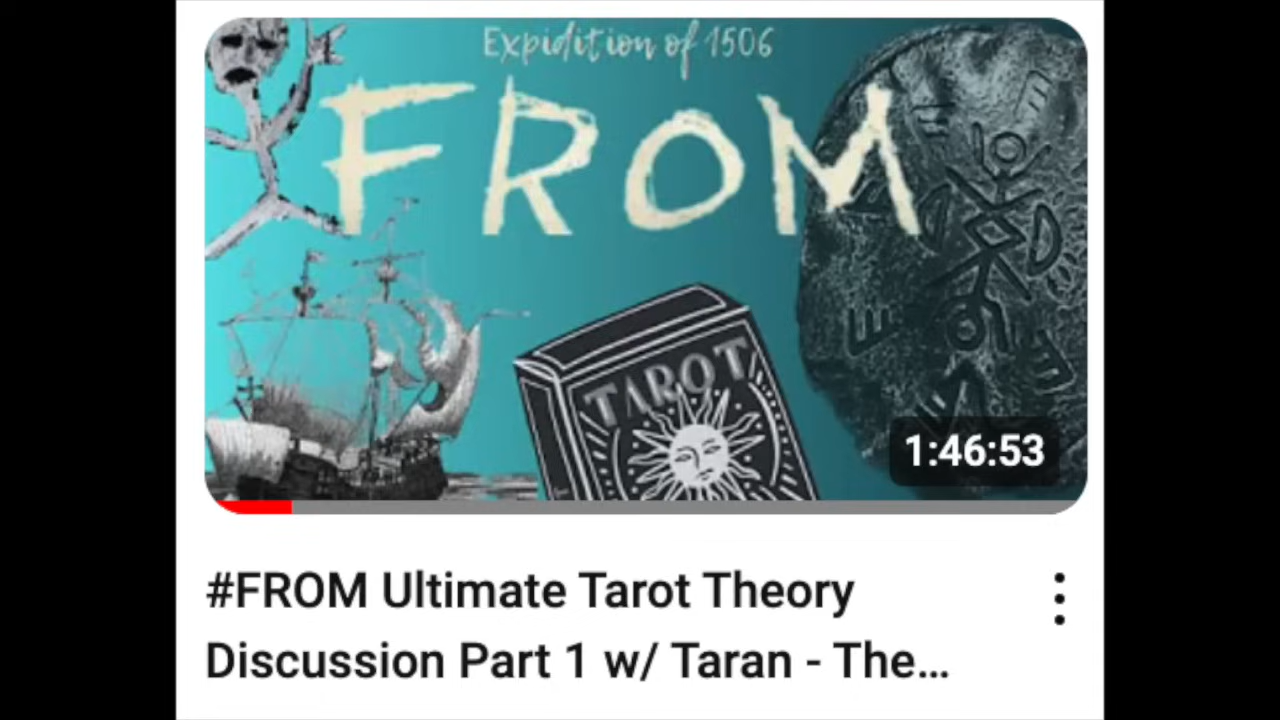 Expidition of 1506
FROM
TAROT
1:46:53
#FROM Ultimate Tarot Theory
Discussion Part 1 w/ Taran - The...